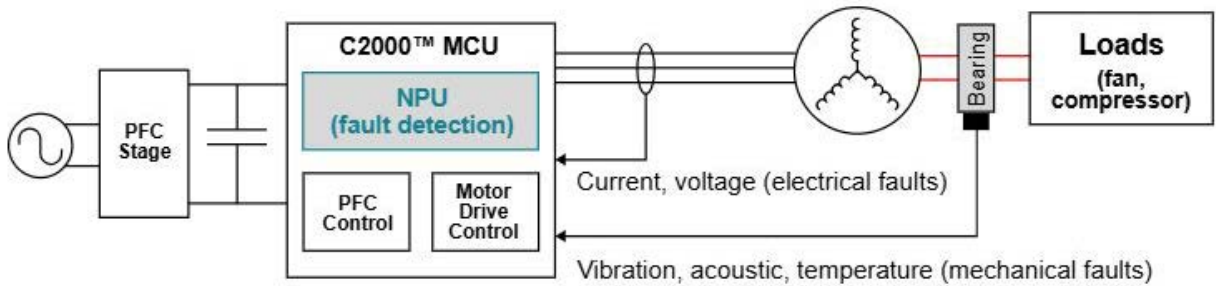 C2000™ MCU
NPU
(fault detection)
PFC
Stage
PFC
Control
Motor
Drive
Control
Bearing
Loads
(fan,
compressor)
Current, voltage (electrical faults)
Vibration, acoustic, temperature (mechanical faults)